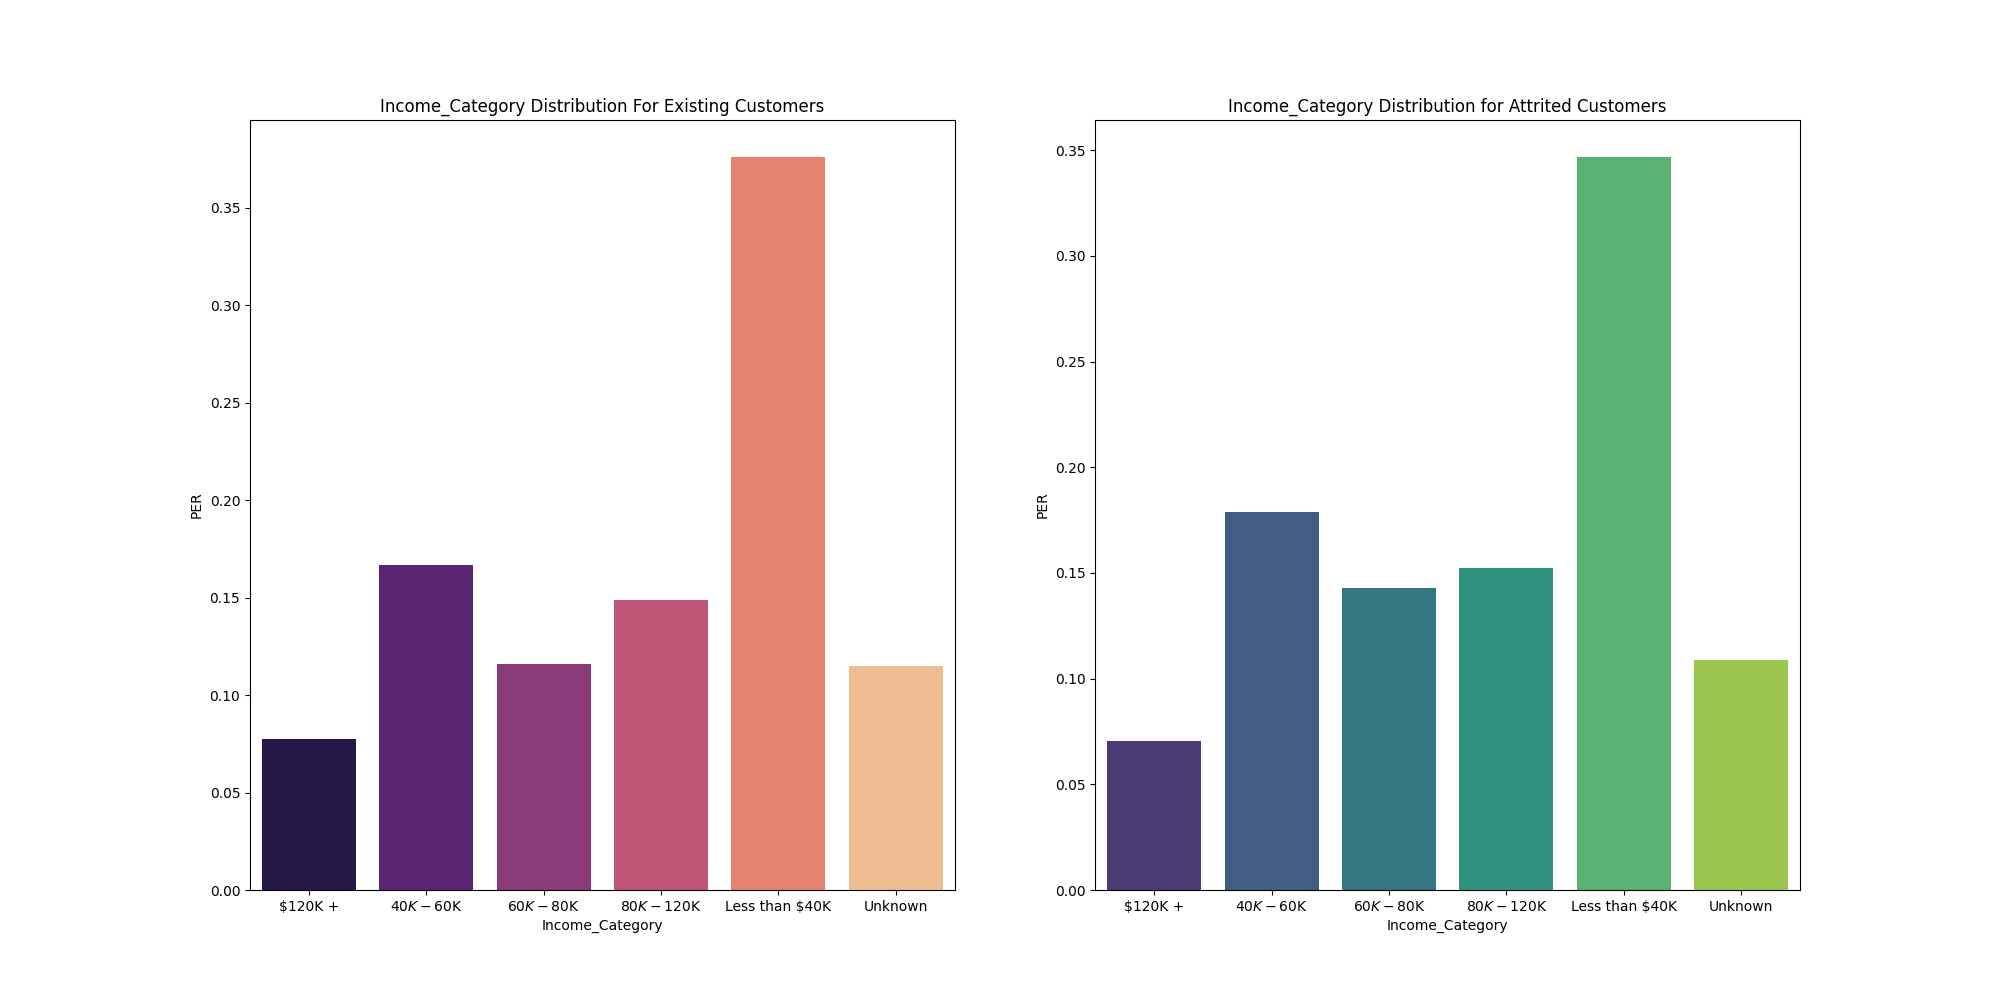 Income_Category Distribution For Existing Customers
0.35
0.30
0.25
0.20
0.15
0.10
0.05
0.00
PER
$120K +
40K − 60K
60K − 80K
80K − 120K
Less than $40K
Unknown
Income_Category
Income_Category Distribution for Attrited Customers
0.35
0.30
0.25
0.20
0.15
0.10
0.05
0.00
PER
$120K +
40K − 60K
60K − 80K
80K − 120K
Less than $40K
Unknown
Income_Category